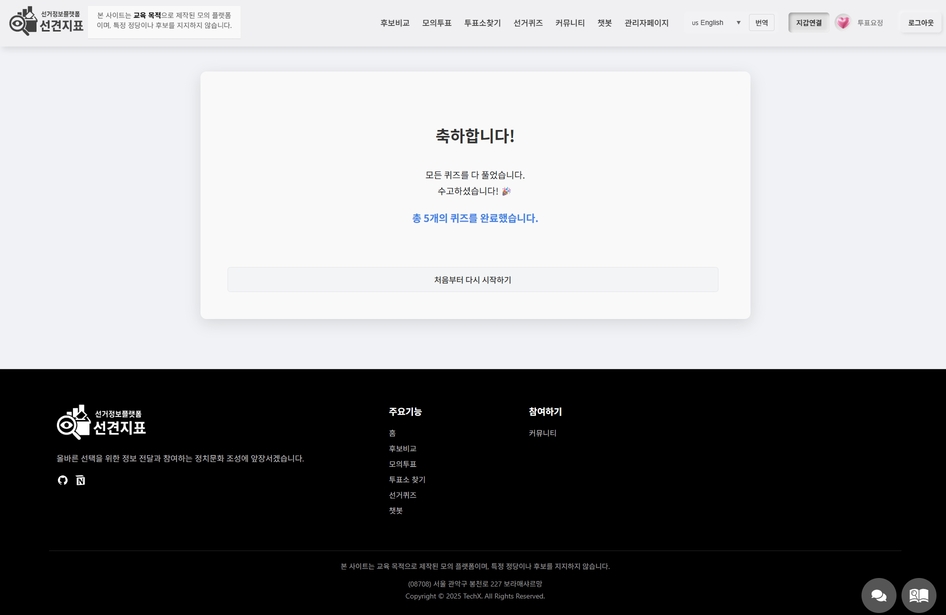 선거정보플랫폼
선견지표
본 사이트는 교육 목적으로 제작된 모의 플랫폼
이며, 특정 정당이나 후보를 지지하지 않습니다.
후보비교 모의투표 투표소찾기 선거퀴즈 커뮤니티 챗봇 관리자페이지
us English ▼
번역
지갑연결
투표요정
로그아웃
축하합니다!
모든 퀴즈를 다 풀었습니다.
수고하셨습니다! 🎉
총 5개의 퀴즈를 완료했습니다.
처음부터 다시 시작하기
선거정보플랫폼
선견지표
올바른 선택을 위한 정보 전달과 참여하는 정치문화 조성에 앞장서겠습니다.
주요기능
홈
후보비교
모의투표
투표소 찾기
선거퀴즈
챗봇
참여하기
커뮤니티
본 사이트는 교육 목적으로 제작된 모의 플랫폼이며, 특정 정당이나 후보를 지지하지 않습니다.
(08708) 서울 관악구 봉천로 227 보라매샤르망
Copyright © 2025 TechX. All Rights Reserved.